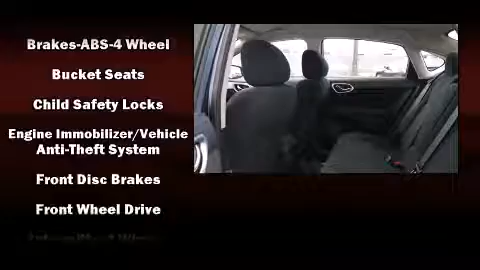 Brakes-ABS-4 Wheel
Bucket Seats
Child Safety Locks
Engine Immobilizer/Vehicle
Anti-Theft System
Front Disc Brakes
Front Wheel Drive